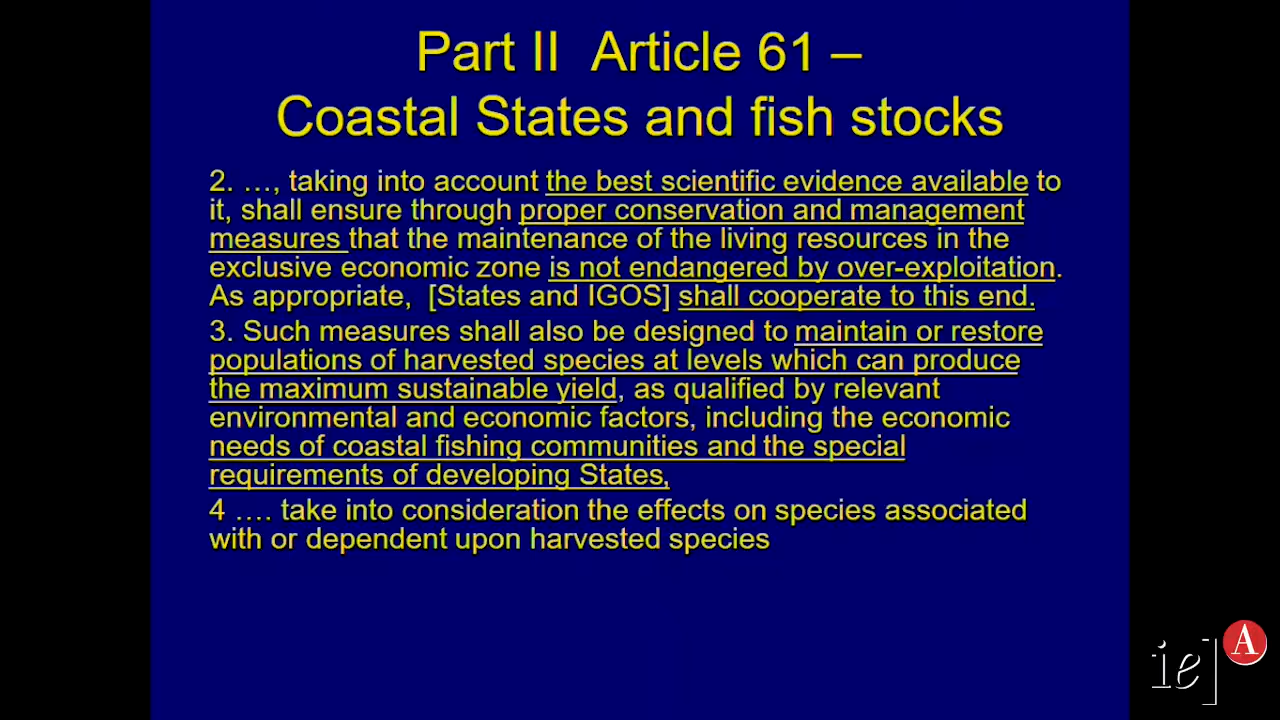 Part II Article 61 –
Coastal States and fish stocks
2. …, taking into account the best scientific evidence available to
it, shall ensure through proper conservation and management
measures that the maintenance of the living resources in the
exclusive economic zone is not endangered by over-exploitation.
As appropriate, [States and IGOS] shall cooperate to this end.
3. Such measures shall also be designed to maintain or restore
populations of harvested species at levels which can produce
the maximum sustainable yield, as qualified by relevant
environmental and economic factors, including the economic
needs of coastal fishing communities and the special
requirements of developing States,
4 …. take into consideration the effects on species associated
with or dependent upon harvested species
ie] A